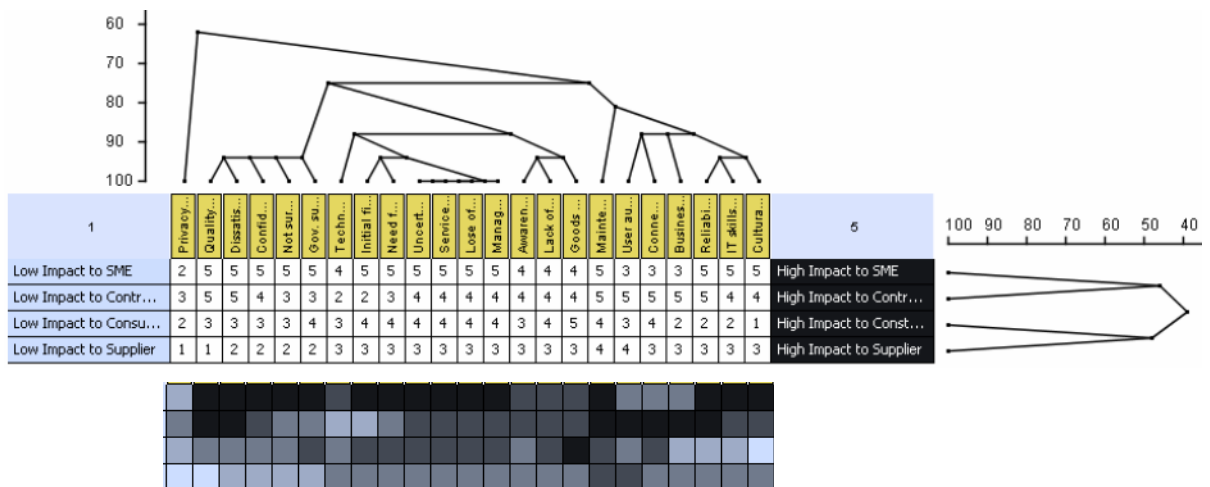 60
70
80
90
100
1 Privacy... Quality... Dissatis... Confid... Not sur... Gov. su... Techn... Initial fi... Need f... Uncert... Service... Lose of... Manag... Awaren... Lack of... Goods ... Mainte... User au... Conne... Busines... Reliabi... IT skills... Cultura... 5
100 90 80 70 60 50 40
Low Impact to SME 2 5 5 5 5 5 4 5 5 5 5 5 5 4 4 4 5 3 3 3 5 5 5 High Impact to SME
Low Impact to Contr... 3 5 5 4 3 3 2 2 3 4 4 4 4 4 4 4 5 5 5 5 5 4 4 High Impact to Contr...
Low Impact to Consu... 2 3 3 3 3 4 3 4 4 4 4 4 4 3 4 5 4 3 4 2 2 2 1 High Impact to Const...
Low Impact to Supplier 1 1 2 2 2 2 3 3 3 3 3 3 3 3 3 3 4 4 3 3 3 3 3 High Impact to Supplier